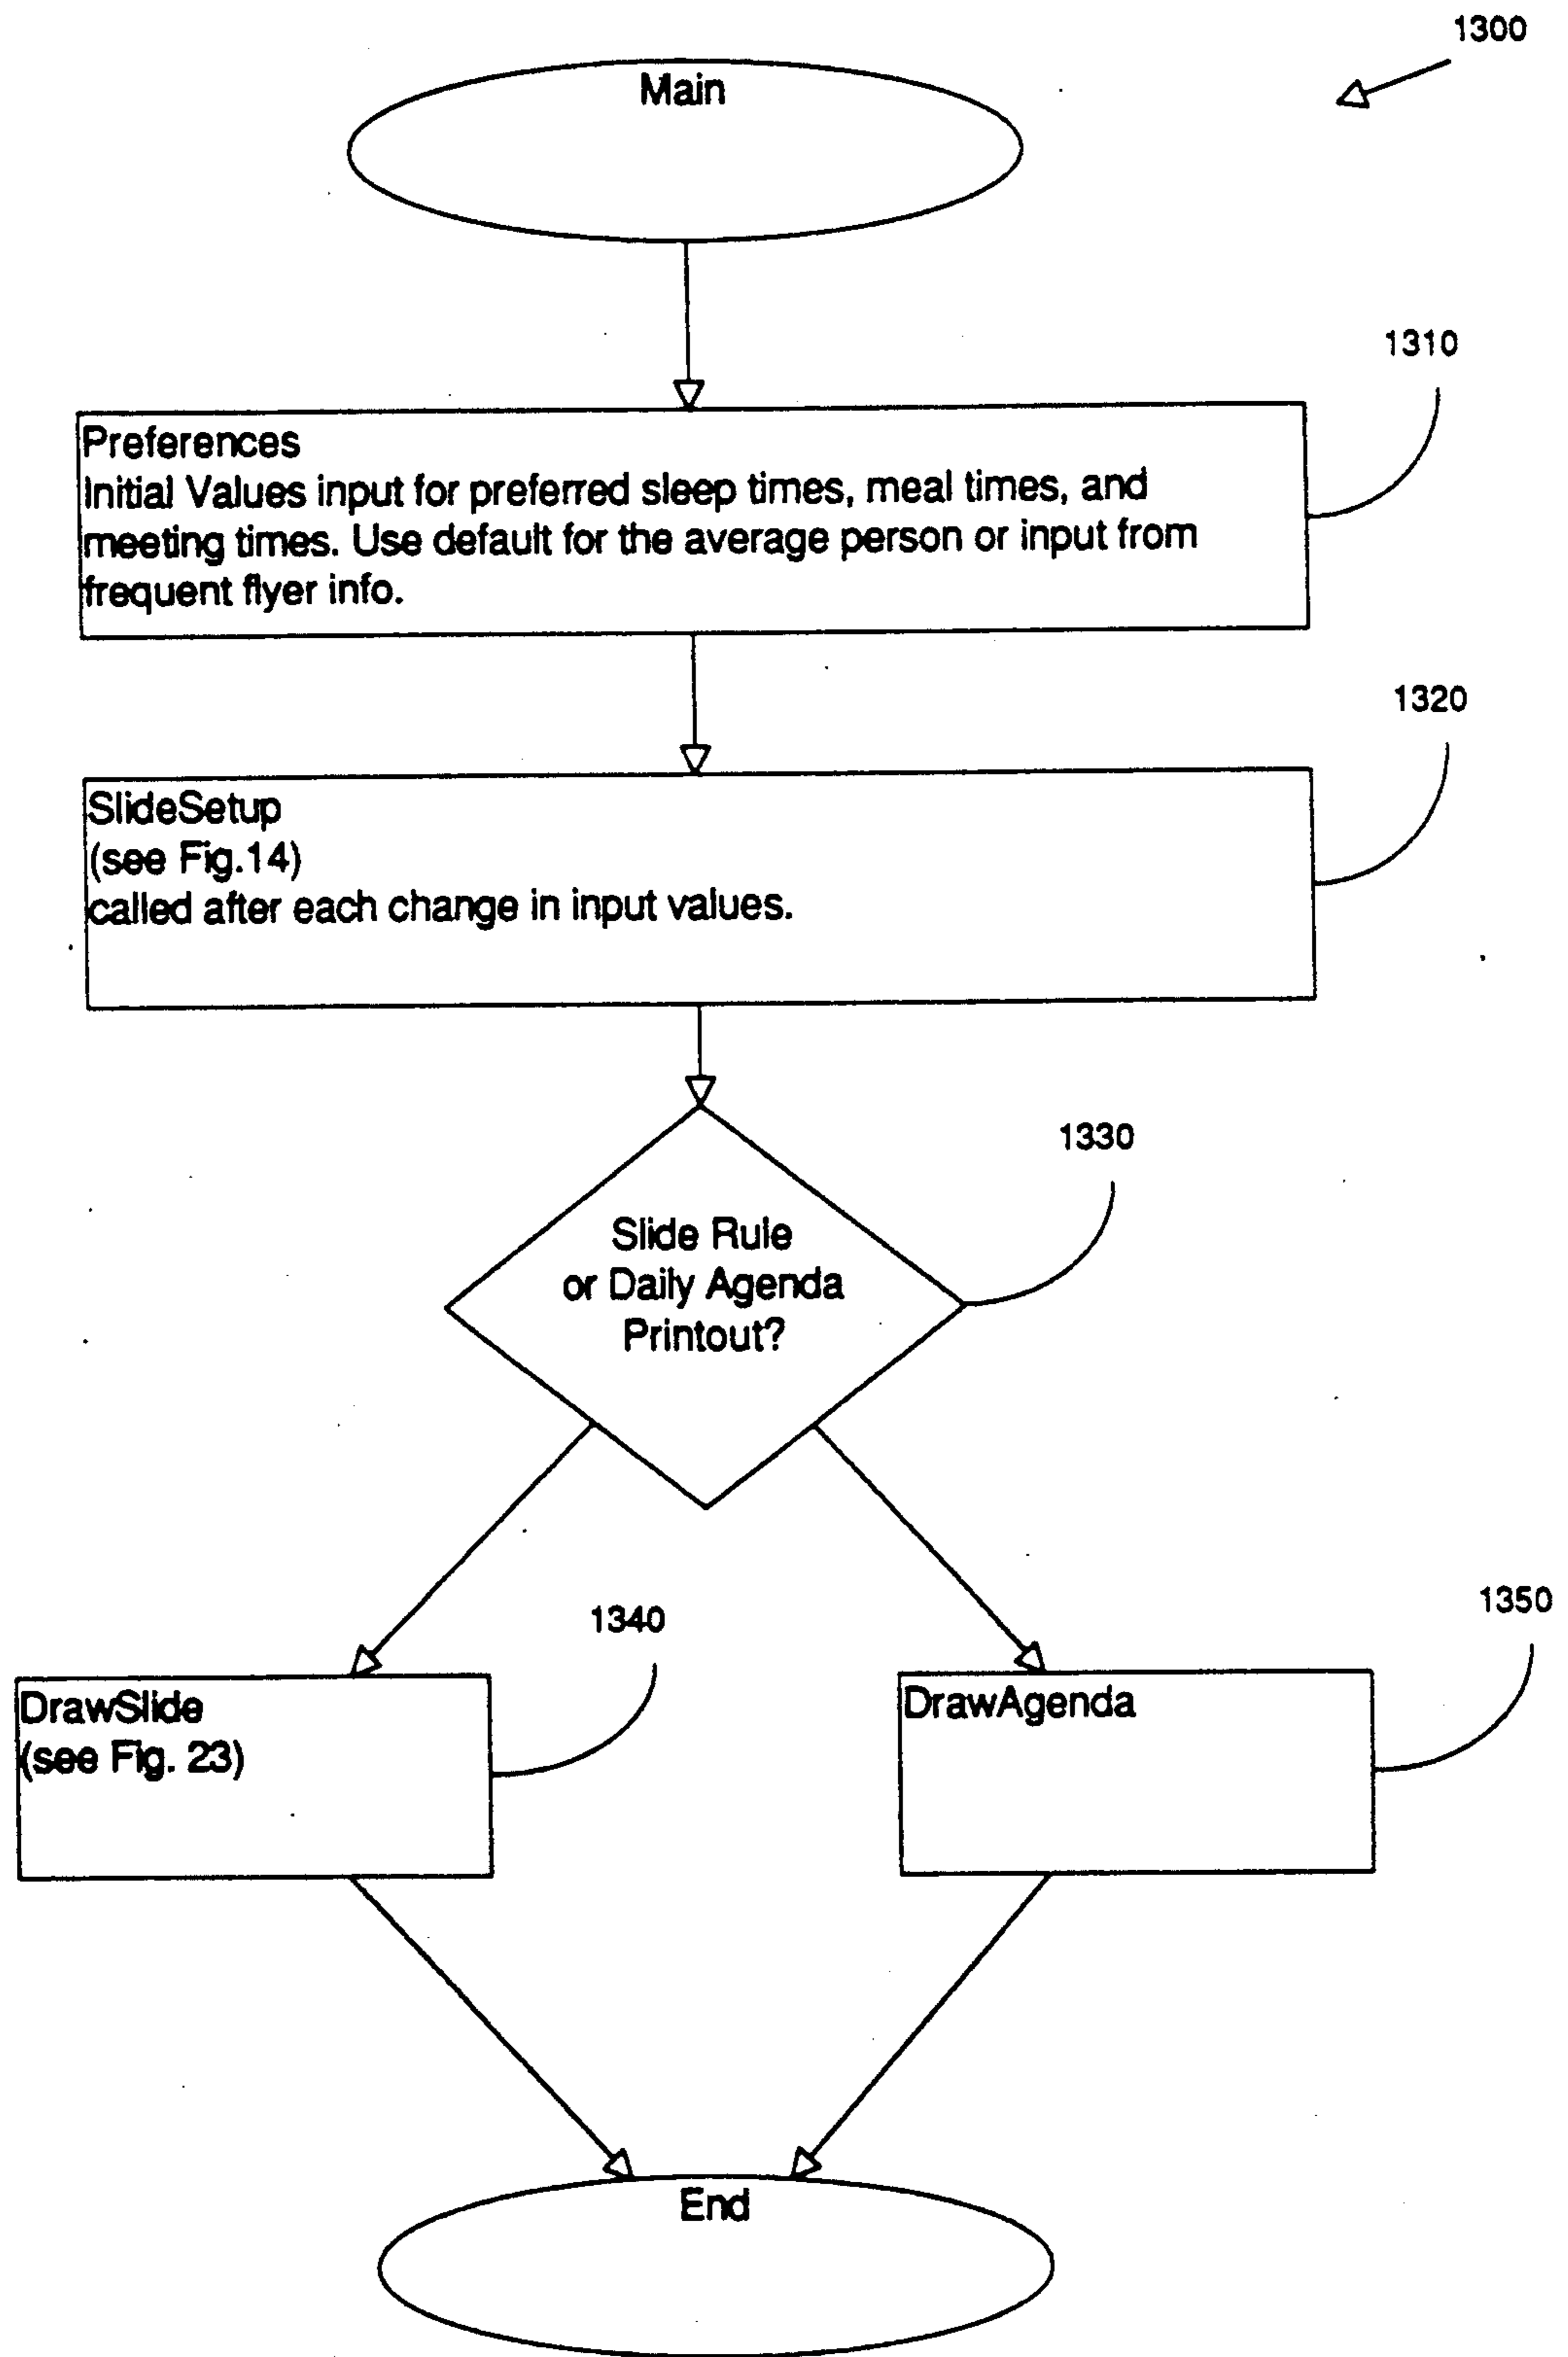 1300
Main
1310
Preferences
Initial Values input for preferred sleep times, meal times, and
meeting times. Use default for the average person or input from
frequent flyer info.
1320
SlideSetup
(see Fig.14)
called after each change in input values.
1330
Slide Rule
or Daily Agenda
Printout?
1340
DrawSlide
(see Fig. 23)
1350
DrawAgenda
End